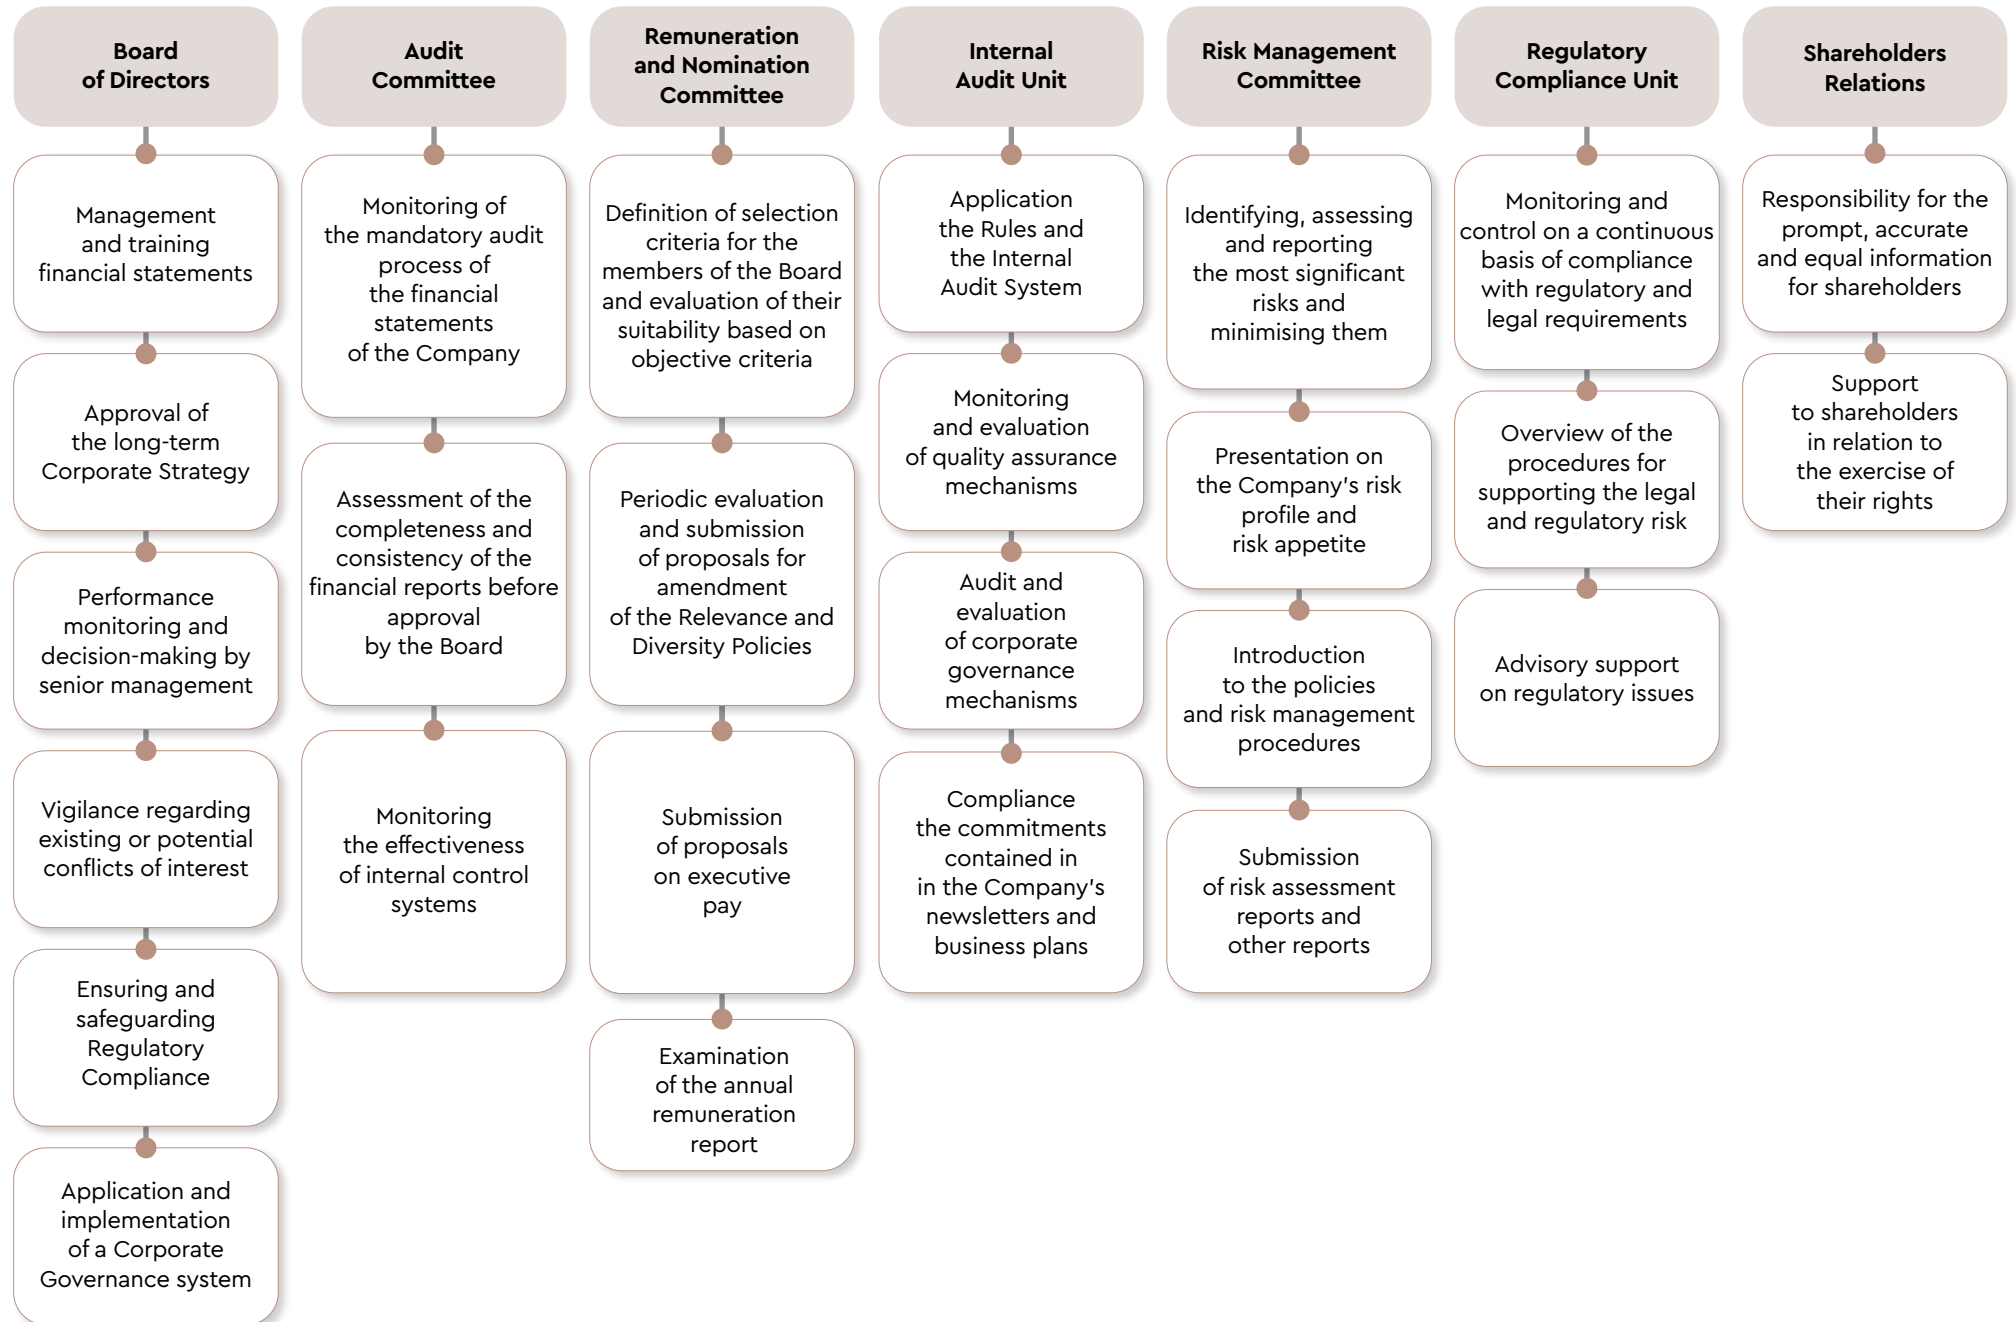 Board
of Directors
Management
and training
financial statements
Approval of
the long-term
Corporate Strategy
Performance
monitoring and
decision-making by
senior management
Vigilance regarding
existing or potential
conflicts of interest
Ensuring and
safeguarding
Regulatory
Compliance
Application and
implementation
of a Corporate
Governance system
Audit
Committee
Monitoring of
the mandatory audit
process of
the financial
statements
of the Company
Assessment of the
completeness and
consistency of the
financial reports before
approval
by the Board
Monitoring
the effectiveness
of internal control
systems
Remuneration
and Nomination
Committee
Definition of selection
criteria for the
members of the Board
and evaluation of their
suitability based on
objective criteria
Periodic evaluation
and submission
of proposals for
amendment
of the Relevance and
Diversity Policies
Submission
of proposals
on executive
pay
Examination
of the annual
remuneration
report
Internal
Audit Unit
Application
the Rules and
the Internal
Audit System
Monitoring
and evaluation
of quality assurance
mechanisms
Audit and
evaluation
of corporate
governance
mechanisms
Compliance
the commitments
contained in
in the Company's
newsletters and
business plans
Risk Management
Committee
Identifying, assessing
and reporting
the most significant
risks and
minimising them
Presentation on
the Company's risk
profile and
risk appetite
Introduction
to the policies
and risk management
procedures
Submission
of risk assessment
reports and
other reports
Regulatory
Compliance Unit
Monitoring and
control on a continuous
basis of compliance
with regulatory and
legal requirements
Overview of the
procedures for
supporting the legal
and regulatory risk
Advisory support
on regulatory issues
Shareholders
Relations
Responsibility for the
prompt, accurate
and equal information
for shareholders
Support
to shareholders
in relation to
the exercise of
their rights